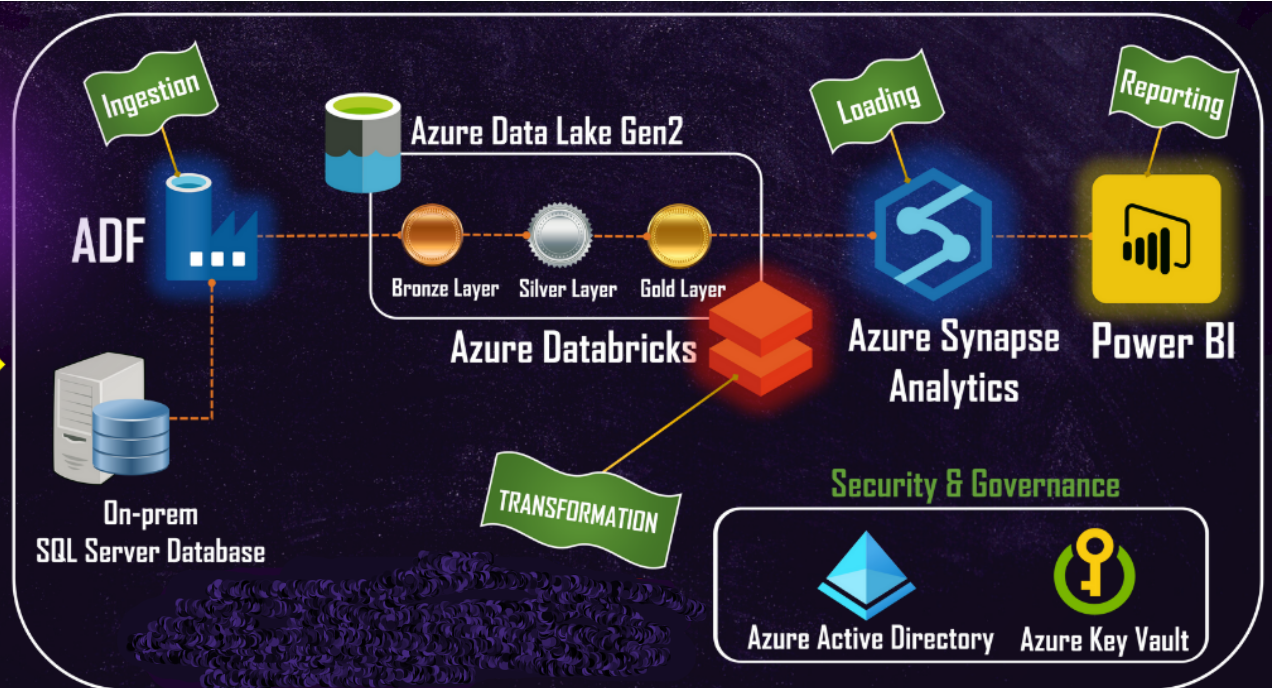 Ingestion
Loading
Reporting
Azure Data Lake Gen2
ADF
Bronze Layer
Silver Layer
Gold Layer
Azure Databricks
Azure Synapse
Analytics
Power BI
On-prem
SQL Server Database
TRANSFORMATION
Security & Governance
Azure Active Directory
Azure Key Vault